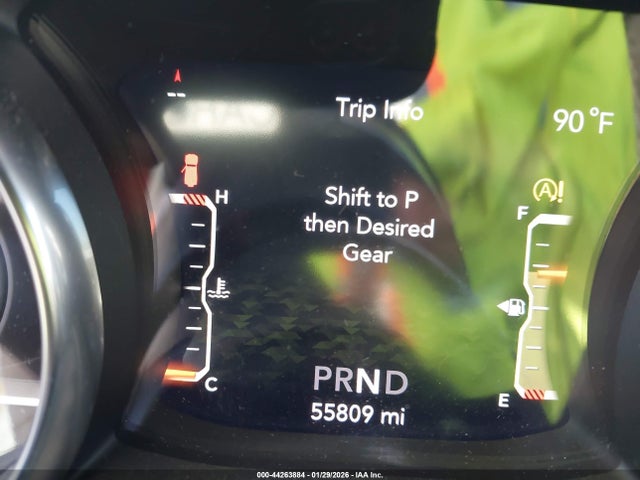 Trip Info
90 °F
H
Shift to P
then Desired
Gear
A!
F
PRND
C
E
55809 mi
000-44263884 | 01/29/2026 | IAA Inc.